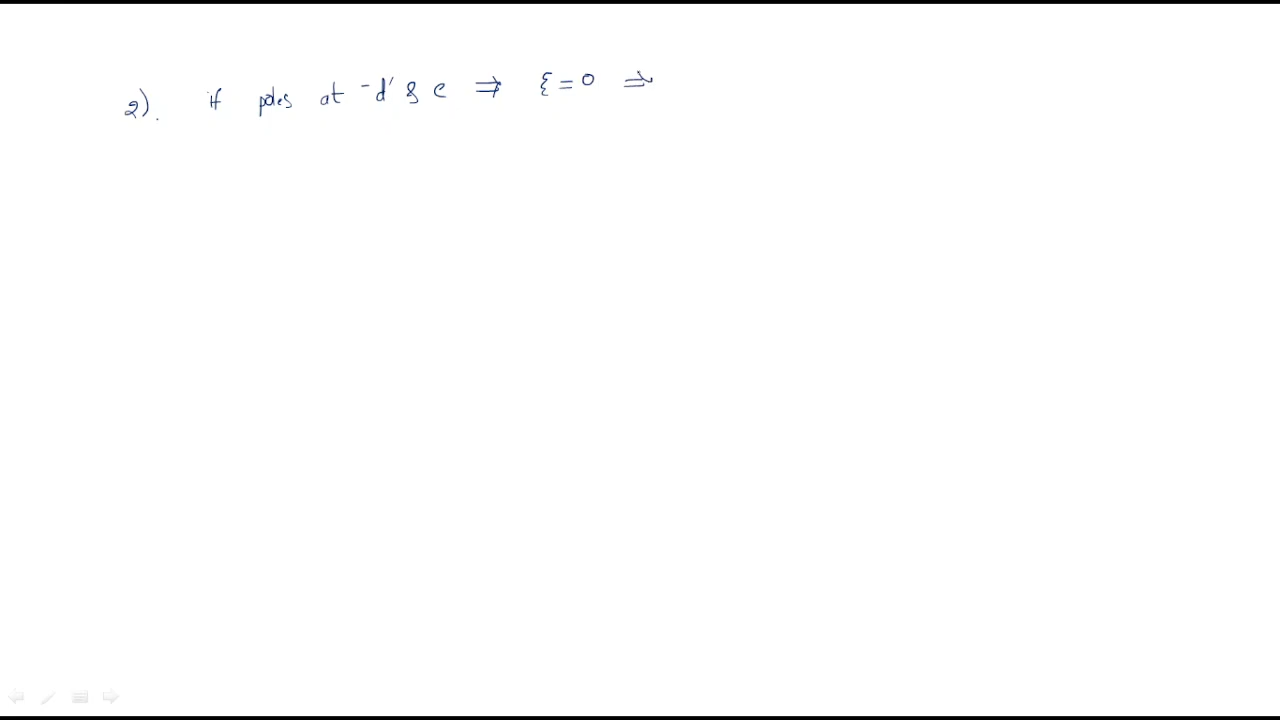 2). if poles at -d' & e ⇒ ξ = 0 ⇒